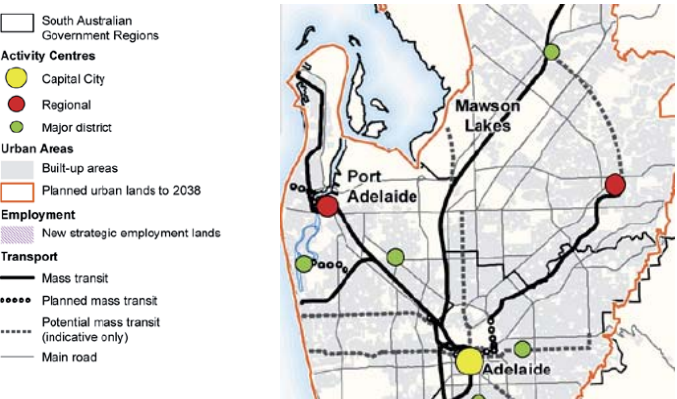 South Australian
Government Regions
Activity Centres
Capital City
Regional
Major district
Urban Areas
Built-up areas
Planned urban lands to 2038
Employment
New strategic employment lands
Transport
Mass transit
Planned mass transit
Potential mass transit
(indicative only)
Main road
Mawson
Lakes
Port
Adelaide
Adelaide